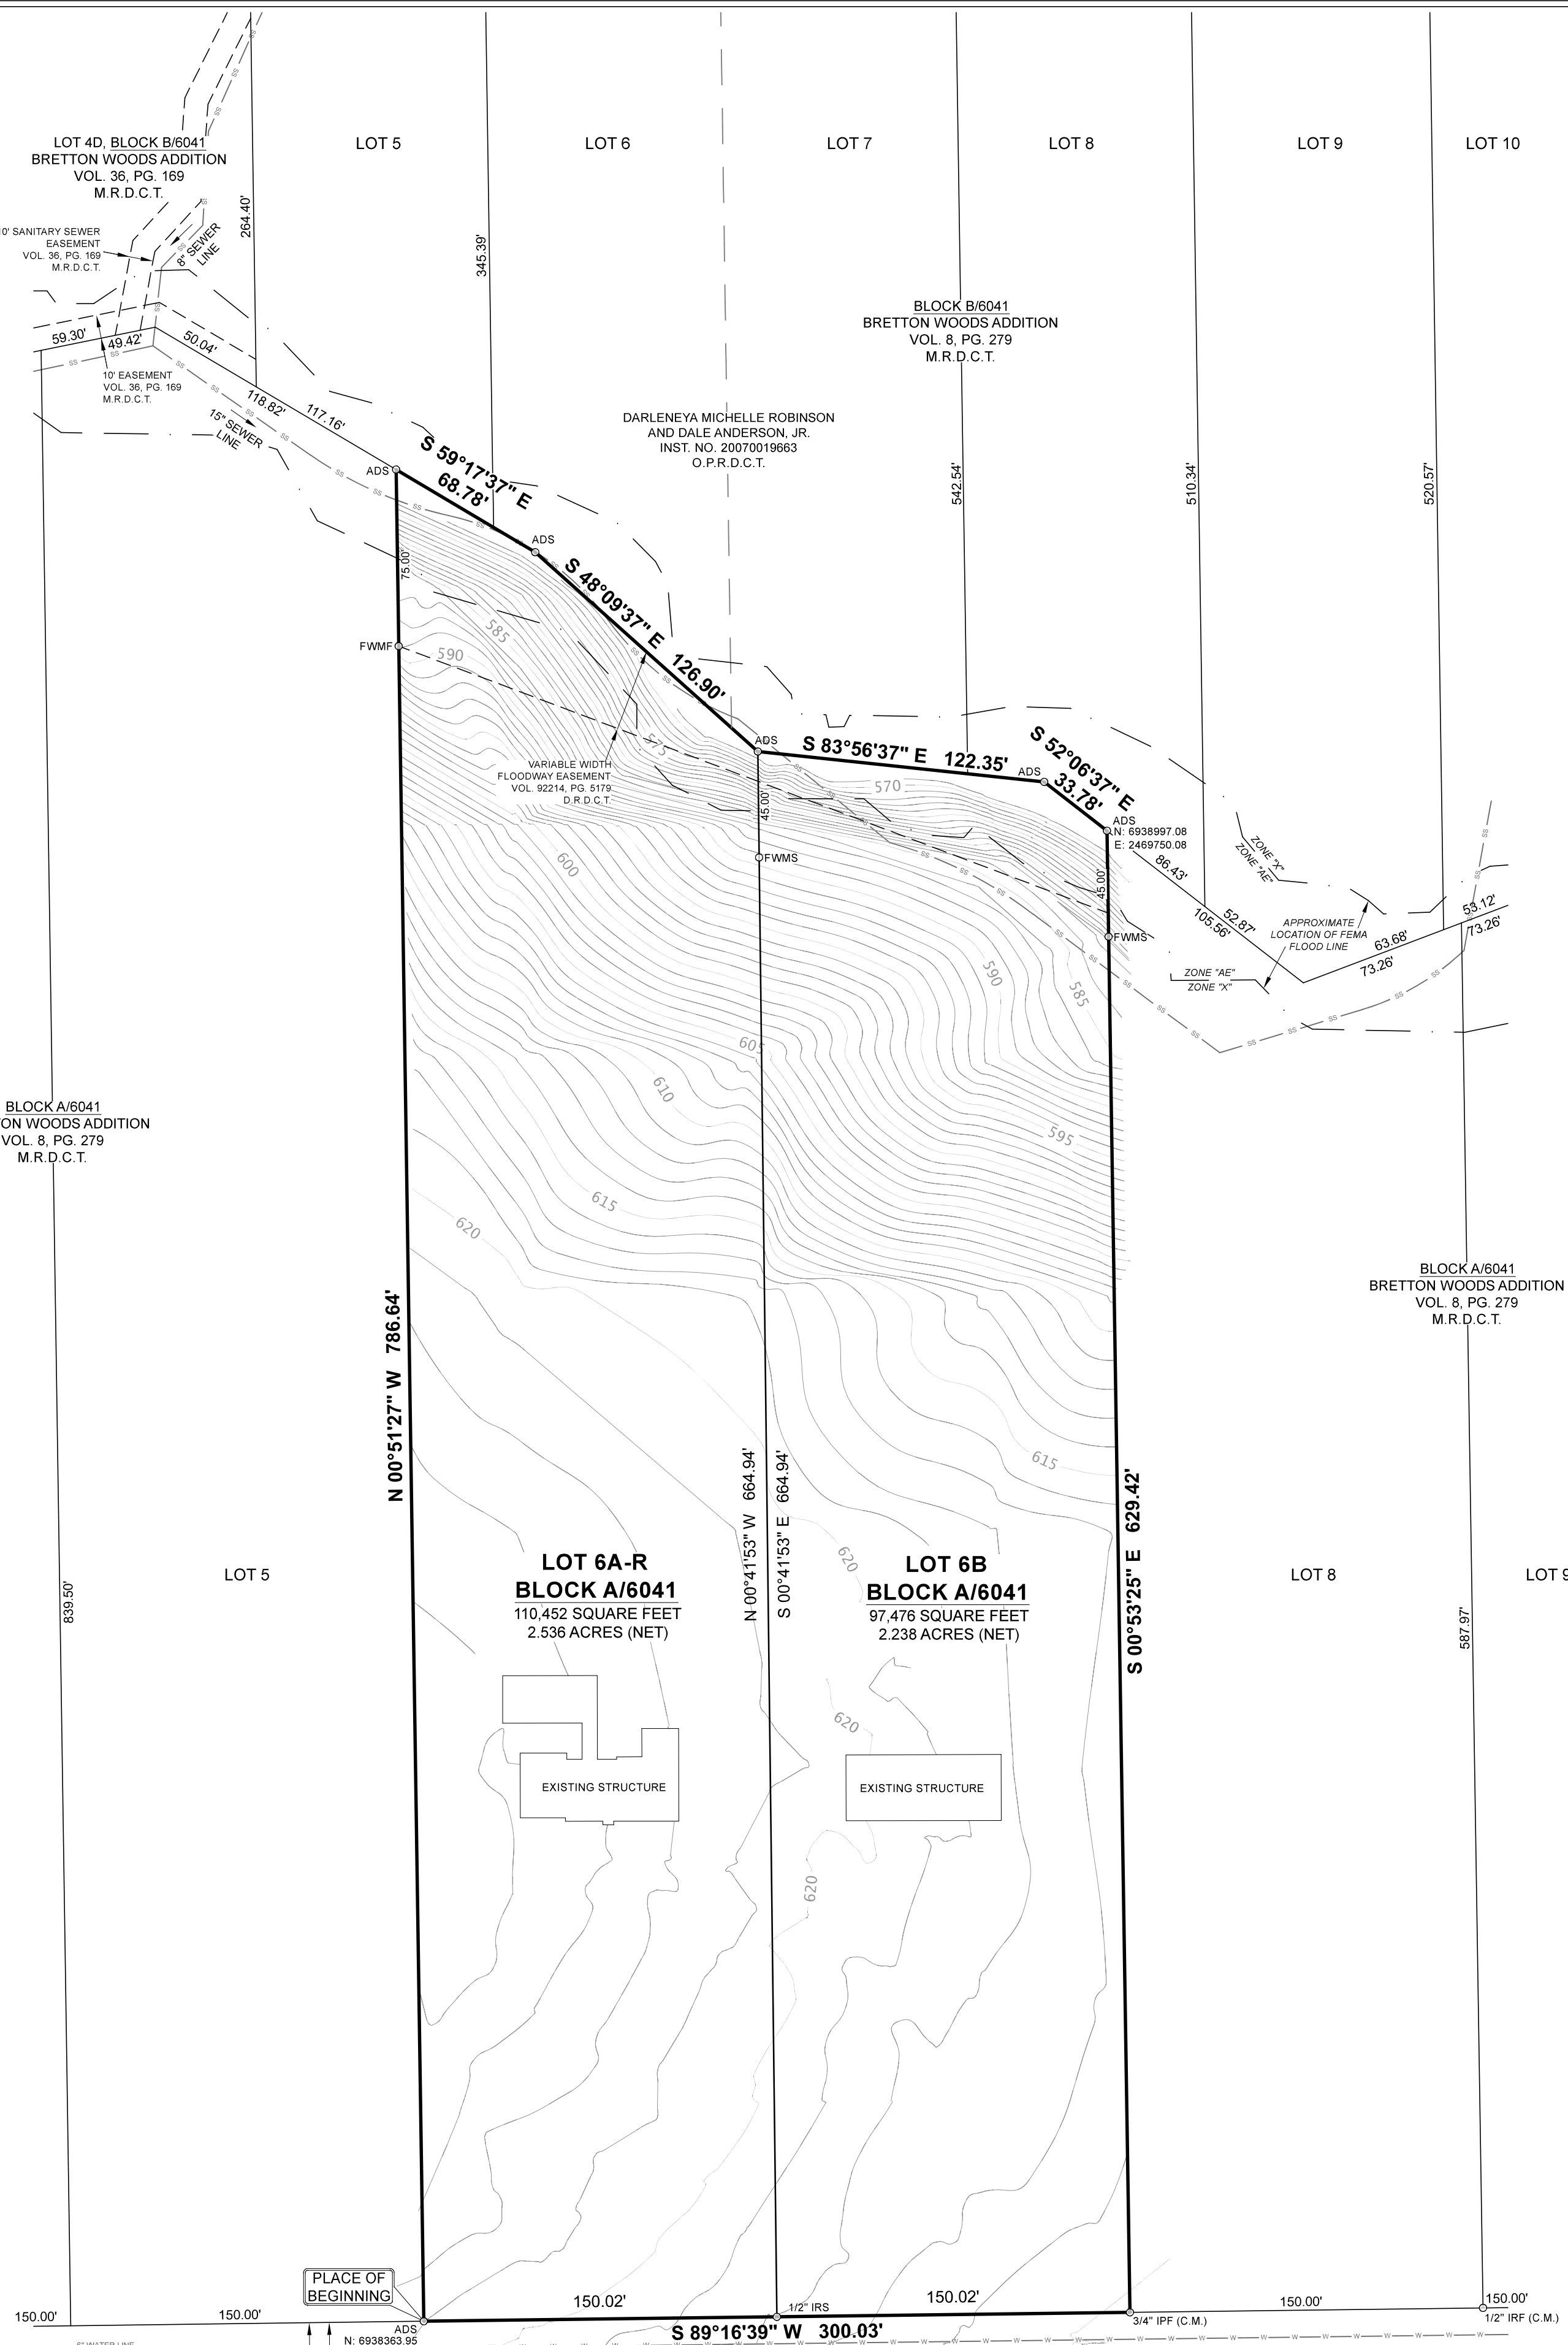 LOT 4D, BLOCK B/6041
BRETTON WOODS ADDITION
VOL. 36, PG. 169
M.R.D.C.T.
LOT 5
LOT 6
LOT 7
LOT 8
LOT 9
LOT 10
264.40'
345.39'
0' SANITARY SEWER
EASEMENT
VOL. 36, PG. 169
M.R.D.C.T.
8" SEWER
LINE
BLOCK B/6041
BRETTON WOODS ADDITION
VOL. 8, PG. 279
M.R.D.C.T.
59.30'
49.42'
50.04'
10' EASEMENT
VOL. 36, PG. 169
M.R.D.C.T.
118.82'
117.16'
15" SEWER
LINE
DARLENEYA MICHELLE ROBINSON
AND DALE ANDERSON, JR.
INST. NO. 20070019663
O.P.R.D.C.T.
542.54'
510.34'
520.57'
ADS
S 59°17'37" E
68.78'
ADS
75.00'
S 48°09'37" E 126.90'
585
FWMF
590
575
ADS
S 83°56'37" E 122.35'
ADS
S 52°06'37" E
33.78'
VARIABLE WIDTH
FLOODWAY EASEMENT
VOL. 92214, PG. 5179
D.R.D.C.T.
570
45.00'
ADS
N: 6938997.08
E: 2469750.08
FWMS
600
86.43'
45.00'
ZONE "X"
ZONE "AE"
105.56'
52.87'
APPROXIMATE
LOCATION OF FEMA
FLOOD LINE
53.12'
63.68'
73.26'
73.26'
FWMS
ZONE "AE"
ZONE "X"
590
585
605
610
595
BLOCK A/6041
ON WOODS ADDITION
VOL. 8, PG. 279
M.R.D.C.T.
615
620
BLOCK A/6041
BRETTON WOODS ADDITION
VOL. 8, PG. 279
M.R.D.C.T.
N 00°51'27" W 786.64'
615
N 00°41'53" W 664.94'
S 00°41'53" E 664.94'
S 00°53'25" E 629.42'
620
LOT 5
LOT 6A-R
BLOCK A/6041
110,452 SQUARE FEET
2.536 ACRES (NET)
LOT 6B
BLOCK A/6041
97,476 SQUARE FEET
2.238 ACRES (NET)
LOT 8
LOT 9
839.50'
587.97'
620
EXISTING STRUCTURE
EXISTING STRUCTURE
620
PLACE OF
BEGINNING
150.00'
150.00'
150.02'
150.02'
150.00'
150.00'
1/2" IRS
3/4" IPF (C.M.)
1/2" IRF (C.M.)
ADS
N: 6938363.95
S 89°16'39" W 300.03'